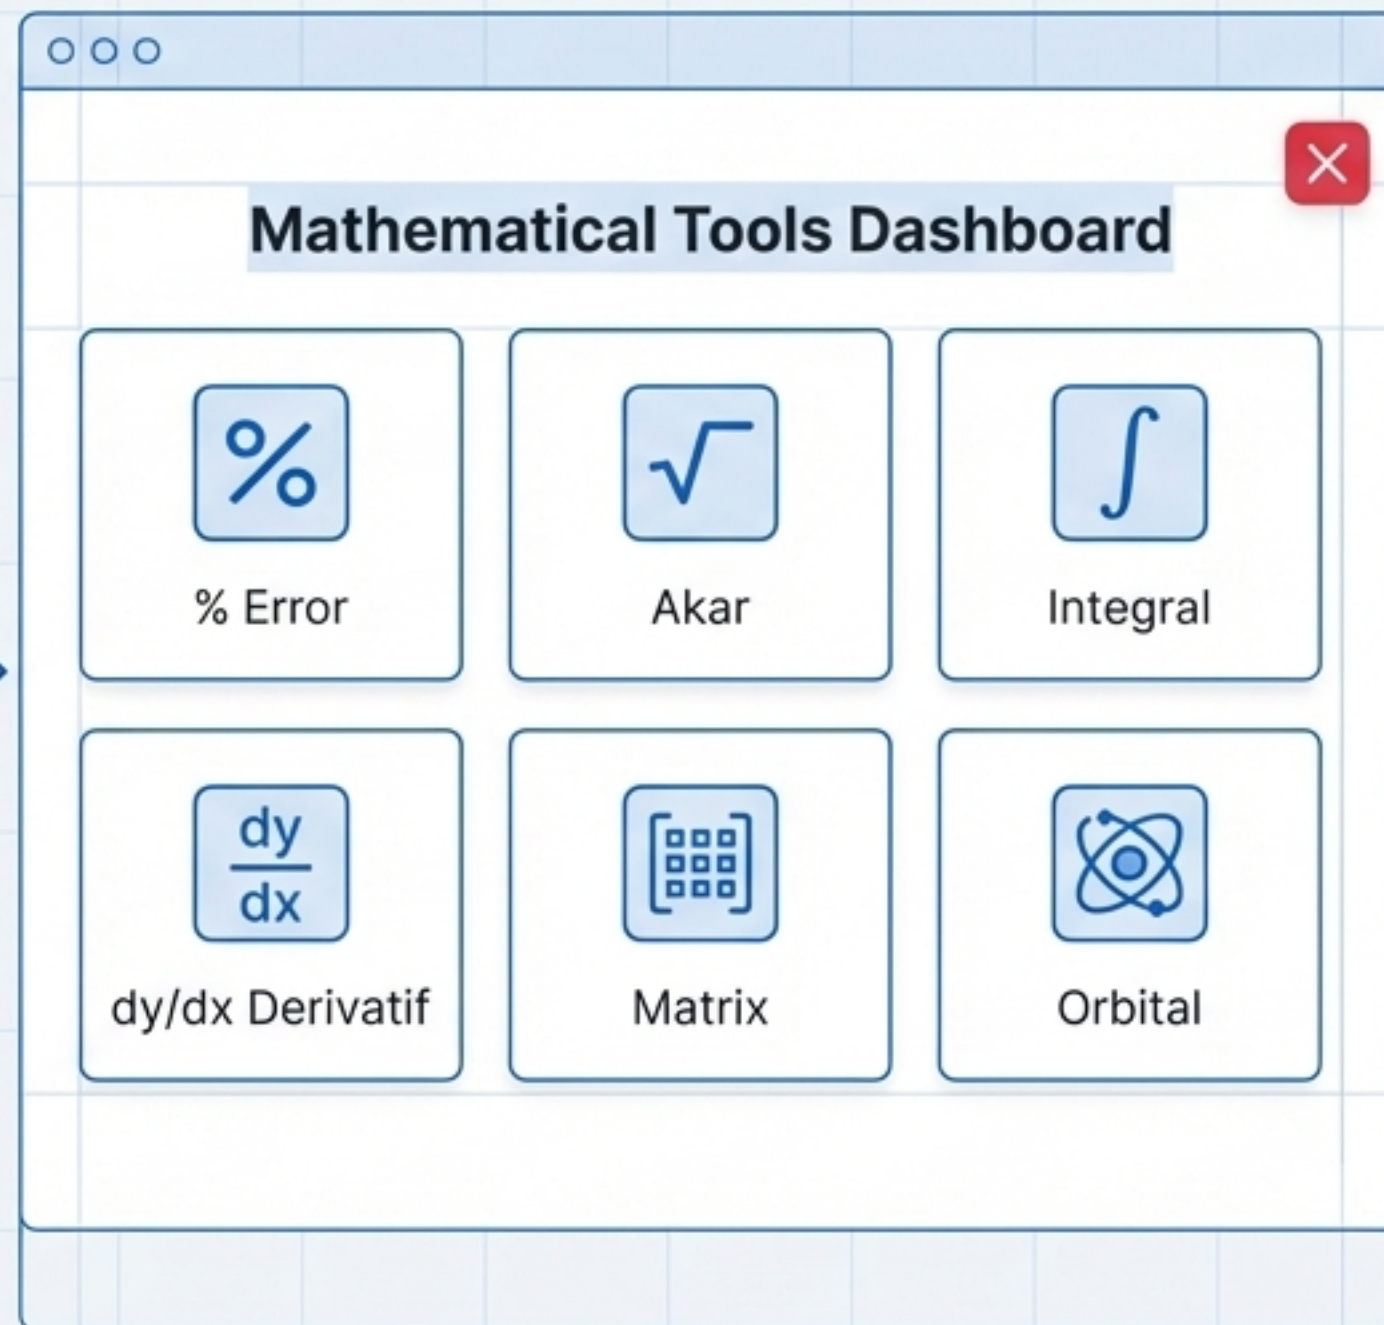 Mathematical Tools Dashboard
%
√
∫
% Error
Akar
Integral
dy
dx
dy/dx Derivatif
Matrix
Orbital